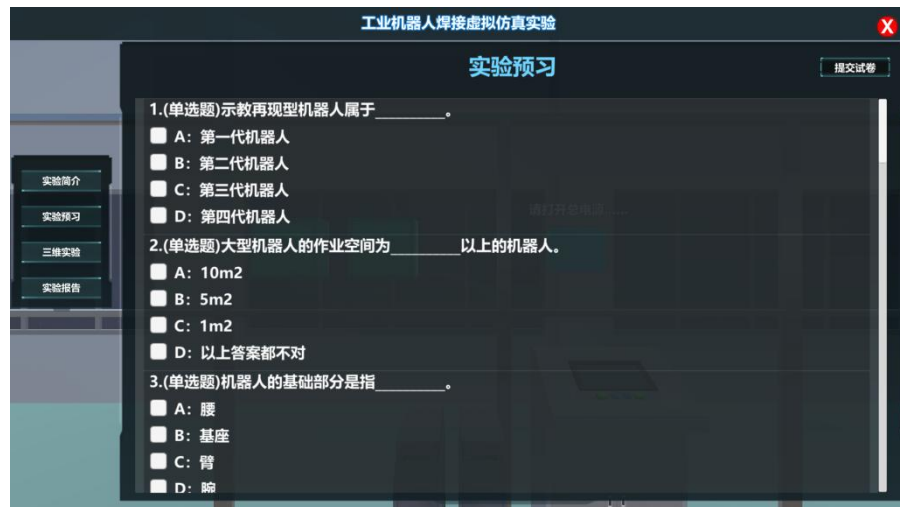 工业机器人焊接虚拟仿真实验
X
实验预习
提交试卷
实验简介
实验预习
三维实验
实验报告
1.(单选题)示教再现型机器人属于________。
A: 第一代机器人
B: 第二代机器人
C: 第三代机器人
D: 第四代机器人
请打开总电源......
2.(单选题)大型机器人的作业空间为________以上的机器人。
A: 10m2
B: 5m2
C: 1m2
D: 以上答案都不对
3.(单选题)机器人的基础部分是指________。
A: 腰
B: 基座
C: 臂
D: 腕